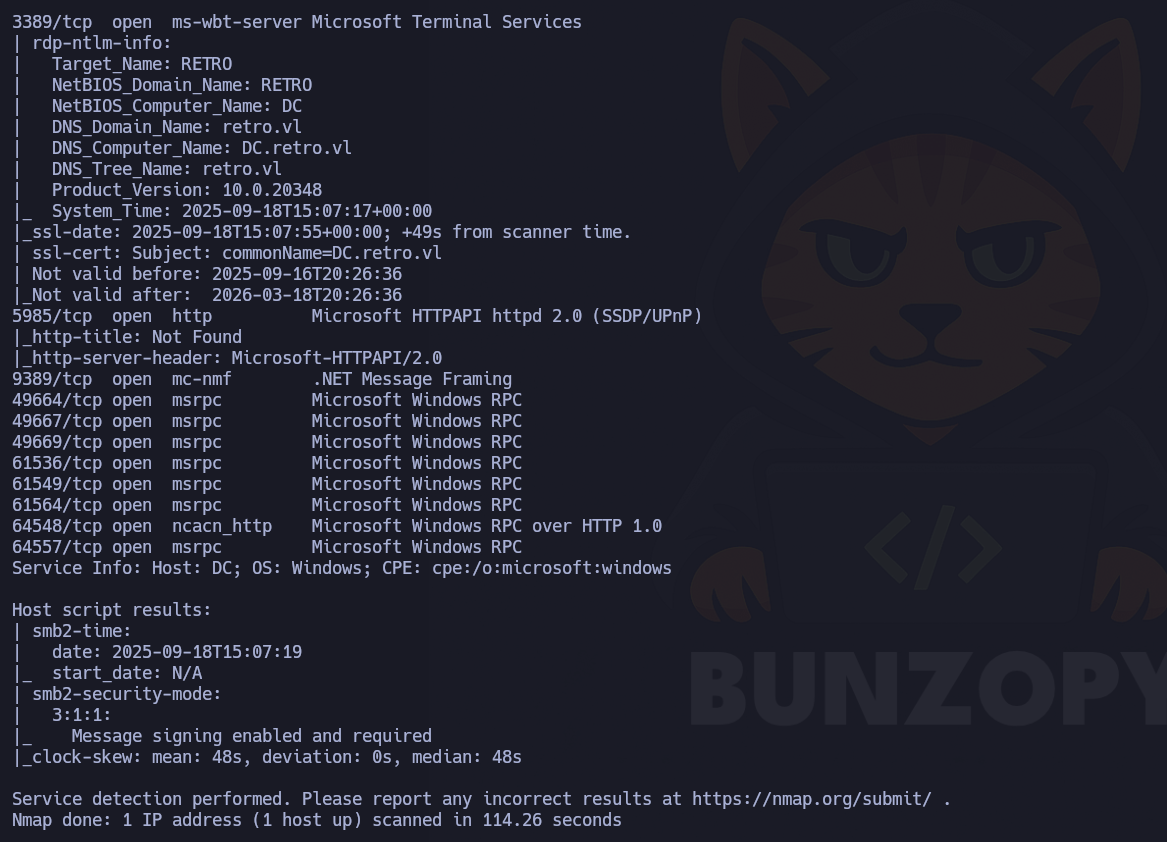 3389/tcp  open  ms-wbt-server Microsoft Terminal Services
| rdp-ntlm-info:
|   Target_Name: RETRO
|   NetBIOS_Domain_Name: RETRO
|   NetBIOS_Computer_Name: DC
|   DNS_Domain_Name: retro.vl
|   DNS_Computer_Name: DC.retro.vl
|   DNS_Tree_Name: retro.vl
|   Product_Version: 10.0.20348
|_  System_Time: 2025-09-18T15:07:17+00:00
|_ssl-date: 2025-09-18T15:07:55+00:00; +49s from scanner time.
| ssl-cert: Subject: commonName=DC.retro.vl
| Not valid before: 2025-09-16T20:26:36
|_Not valid after:  2026-03-18T20:26:36
5985/tcp  open  http          Microsoft HTTPAPI httpd 2.0 (SSDP/UPnP)
|_http-title: Not Found
|_http-server-header: Microsoft-HTTPAPI/2.0
9389/tcp  open  mc-nmf        .NET Message Framing
49664/tcp open  msrpc         Microsoft Windows RPC
49667/tcp open  msrpc         Microsoft Windows RPC
49669/tcp open  msrpc         Microsoft Windows RPC
61536/tcp open  msrpc         Microsoft Windows RPC
61549/tcp open  msrpc         Microsoft Windows RPC
61564/tcp open  msrpc         Microsoft Windows RPC
64548/tcp open  ncacn_http    Microsoft Windows RPC over HTTP 1.0
64557/tcp open  msrpc         Microsoft Windows RPC
Service Info: Host: DC; OS: Windows; CPE: cpe:/o:microsoft:windows
Host script results:
| smb2-time:
|   date: 2025-09-18T15:07:19
|_  start_date: N/A
| smb2-security-mode:
|   3:1:1:
|_    Message signing enabled and required
|_clock-skew: mean: 48s, deviation: 0s, median: 48s
Service detection performed. Please report any incorrect results at https://nmap.org/submit/ .
Nmap done: 1 IP address (1 host up) scanned in 114.26 seconds
</> 
BUNZOPY